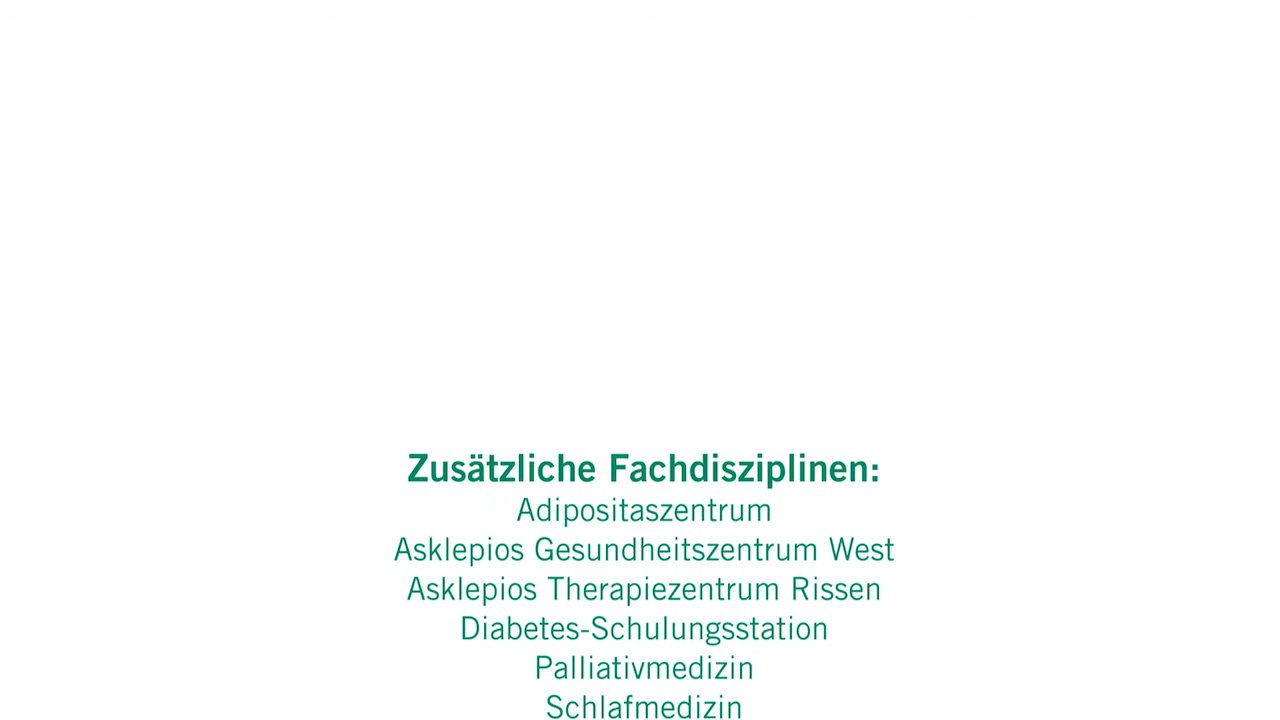 Zusätzliche Fachdisziplinen:
Adipositaszentrum
Asklepios Gesundheitszentrum West
Asklepios Therapiezentrum Rissen
Diabetes-Schulungsstation
Palliativmedizin
Schlafmedizin